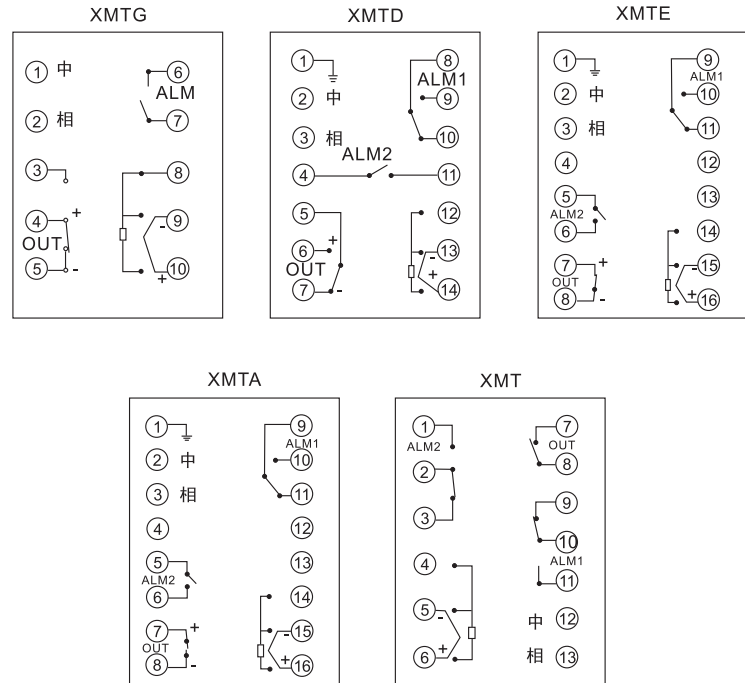 XMTG
1 中 6
ALM
2 相 7
3 8
4 + - 9
OUT
5 - + 10
XMTD
1 8
ALM1
2 中 9
3 相 10
ALM2
4 11
5 12
6 + - 13
OUT +
7 - 14
XMTE
1 9
ALM1
2 中 10
3 相 11
4 12
5 13
ALM2
6 14
7 + - 15
OUT
8 - + 16
XMTA
1 9
ALM1
2 中 10
3 相 11
4 12
5 13
ALM2
6 14
7 + - 15
OUT
8 - + 16
XMT
1 7
ALM2 OUT
2 8
3 9
10
4 ALM1
11
5 - 中 12
6 + 相 13